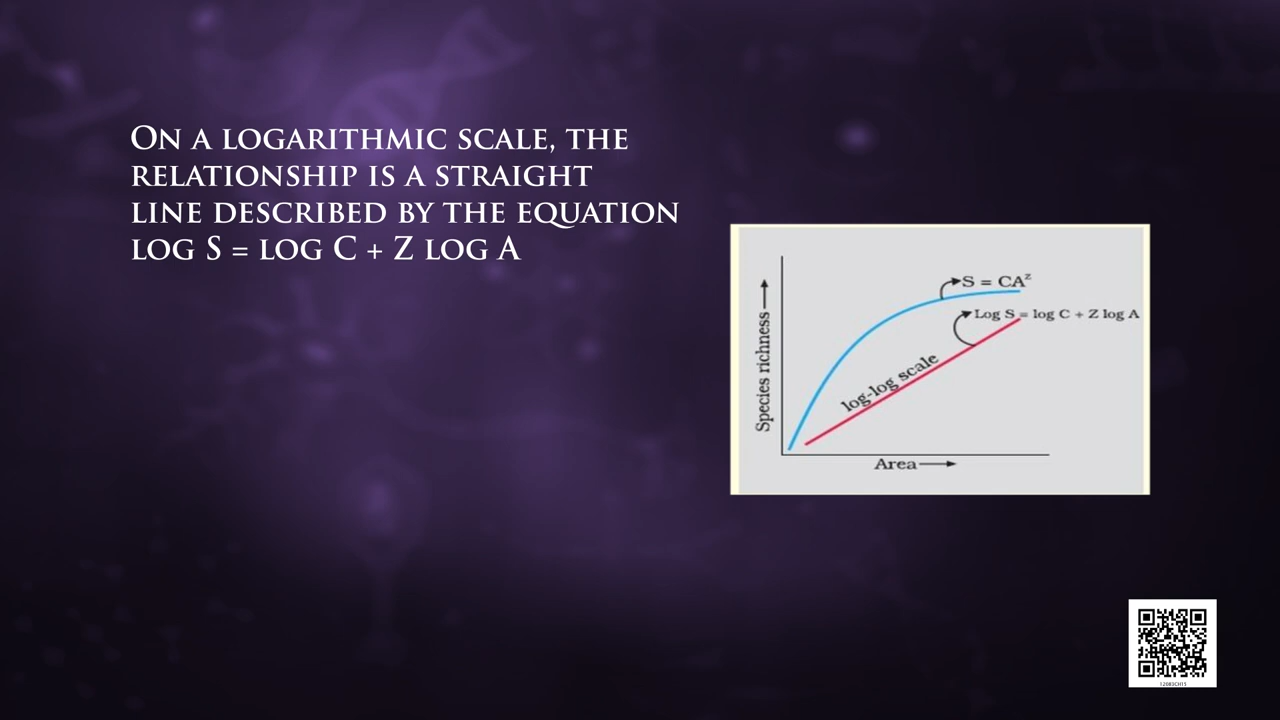 On a logarithmic scale, the
relationship is a straight
line described by the equation
log S = log C + Z log A
S = CA^z
Log S = log C + Z log A
log-log scale
Species richness
Area
12083CH15